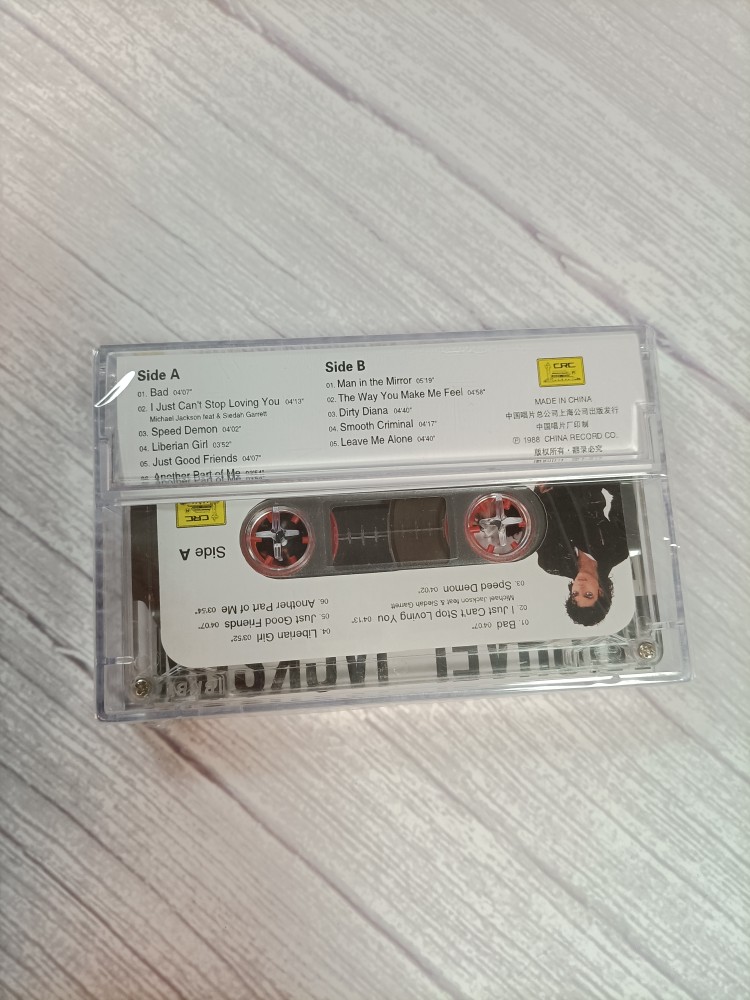 Side A
01. Bad 04'07"
02. I Just Can't Stop Loving You 04'13"
Michael Jackson feat & Siedah Garrett
03. Speed Demon 04'02"
04. Liberian Girl 03'52"
05. Just Good Friends 04'07"
06. Another Part of Me 03'54"
Side B
01. Man in the Mirror 05'19"
02. The Way You Make Me Feel 04'58"
03. Dirty Diana 04'40"
04. Smooth Criminal 04'17"
05. Leave Me Alone 04'40"
CRC
MADE IN CHINA
中国唱片总公司上海公司出版发行
中国唱片厂印制
℗ 1988 CHINA RECORD CO.
版权所有·翻录必究
CRC
Side A
01. Bad 04'07"
02. I Just Can't Stop Loving You 04'13"
Michael Jackson feat & Siedah Garrett
03. Speed Demon 04'02"
04. Liberian Girl 03'52"
05. Just Good Friends 04'07"
06. Another Part of Me 03'54"